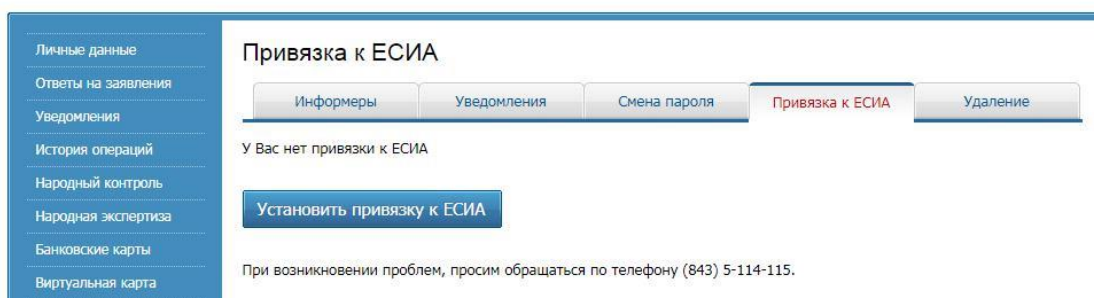 Личные данные
Ответы на заявления
Уведомления
История операций
Народный контроль
Народная экспертиза
Банковские карты
Виртуальная карта
Привязка к ЕСИА
Информеры
Уведомления
Смена пароля
Привязка к ЕСИА
Удаление
У Вас нет привязки к ЕСИА
Установить привязку к ЕСИА
При возникновении проблем, просим обращаться по телефону (843) 5-114-115.